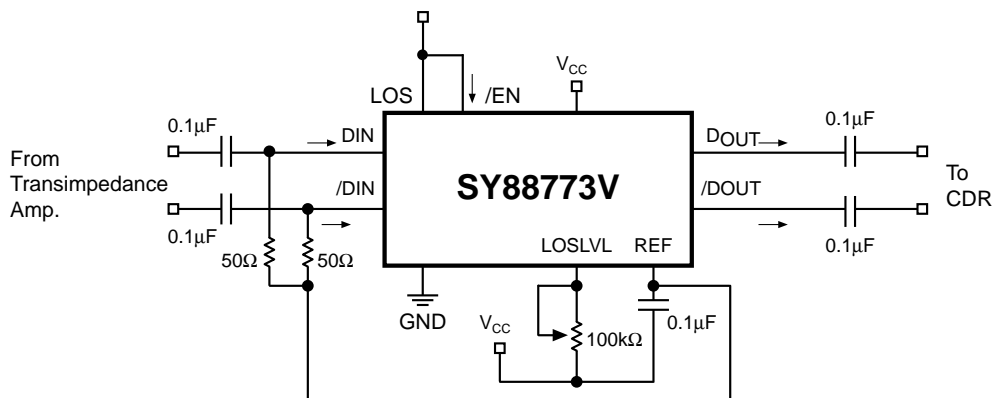 LOS
/EN
VCC
0.1µF
DIN
DOUT
0.1µF
From
Transimpedance
Amp.
SY88773V
To
CDR
/DIN
/DOUT
0.1µF
0.1µF
50Ω
50Ω
LOSLVL
REF
GND
VCC
100kΩ
0.1µF